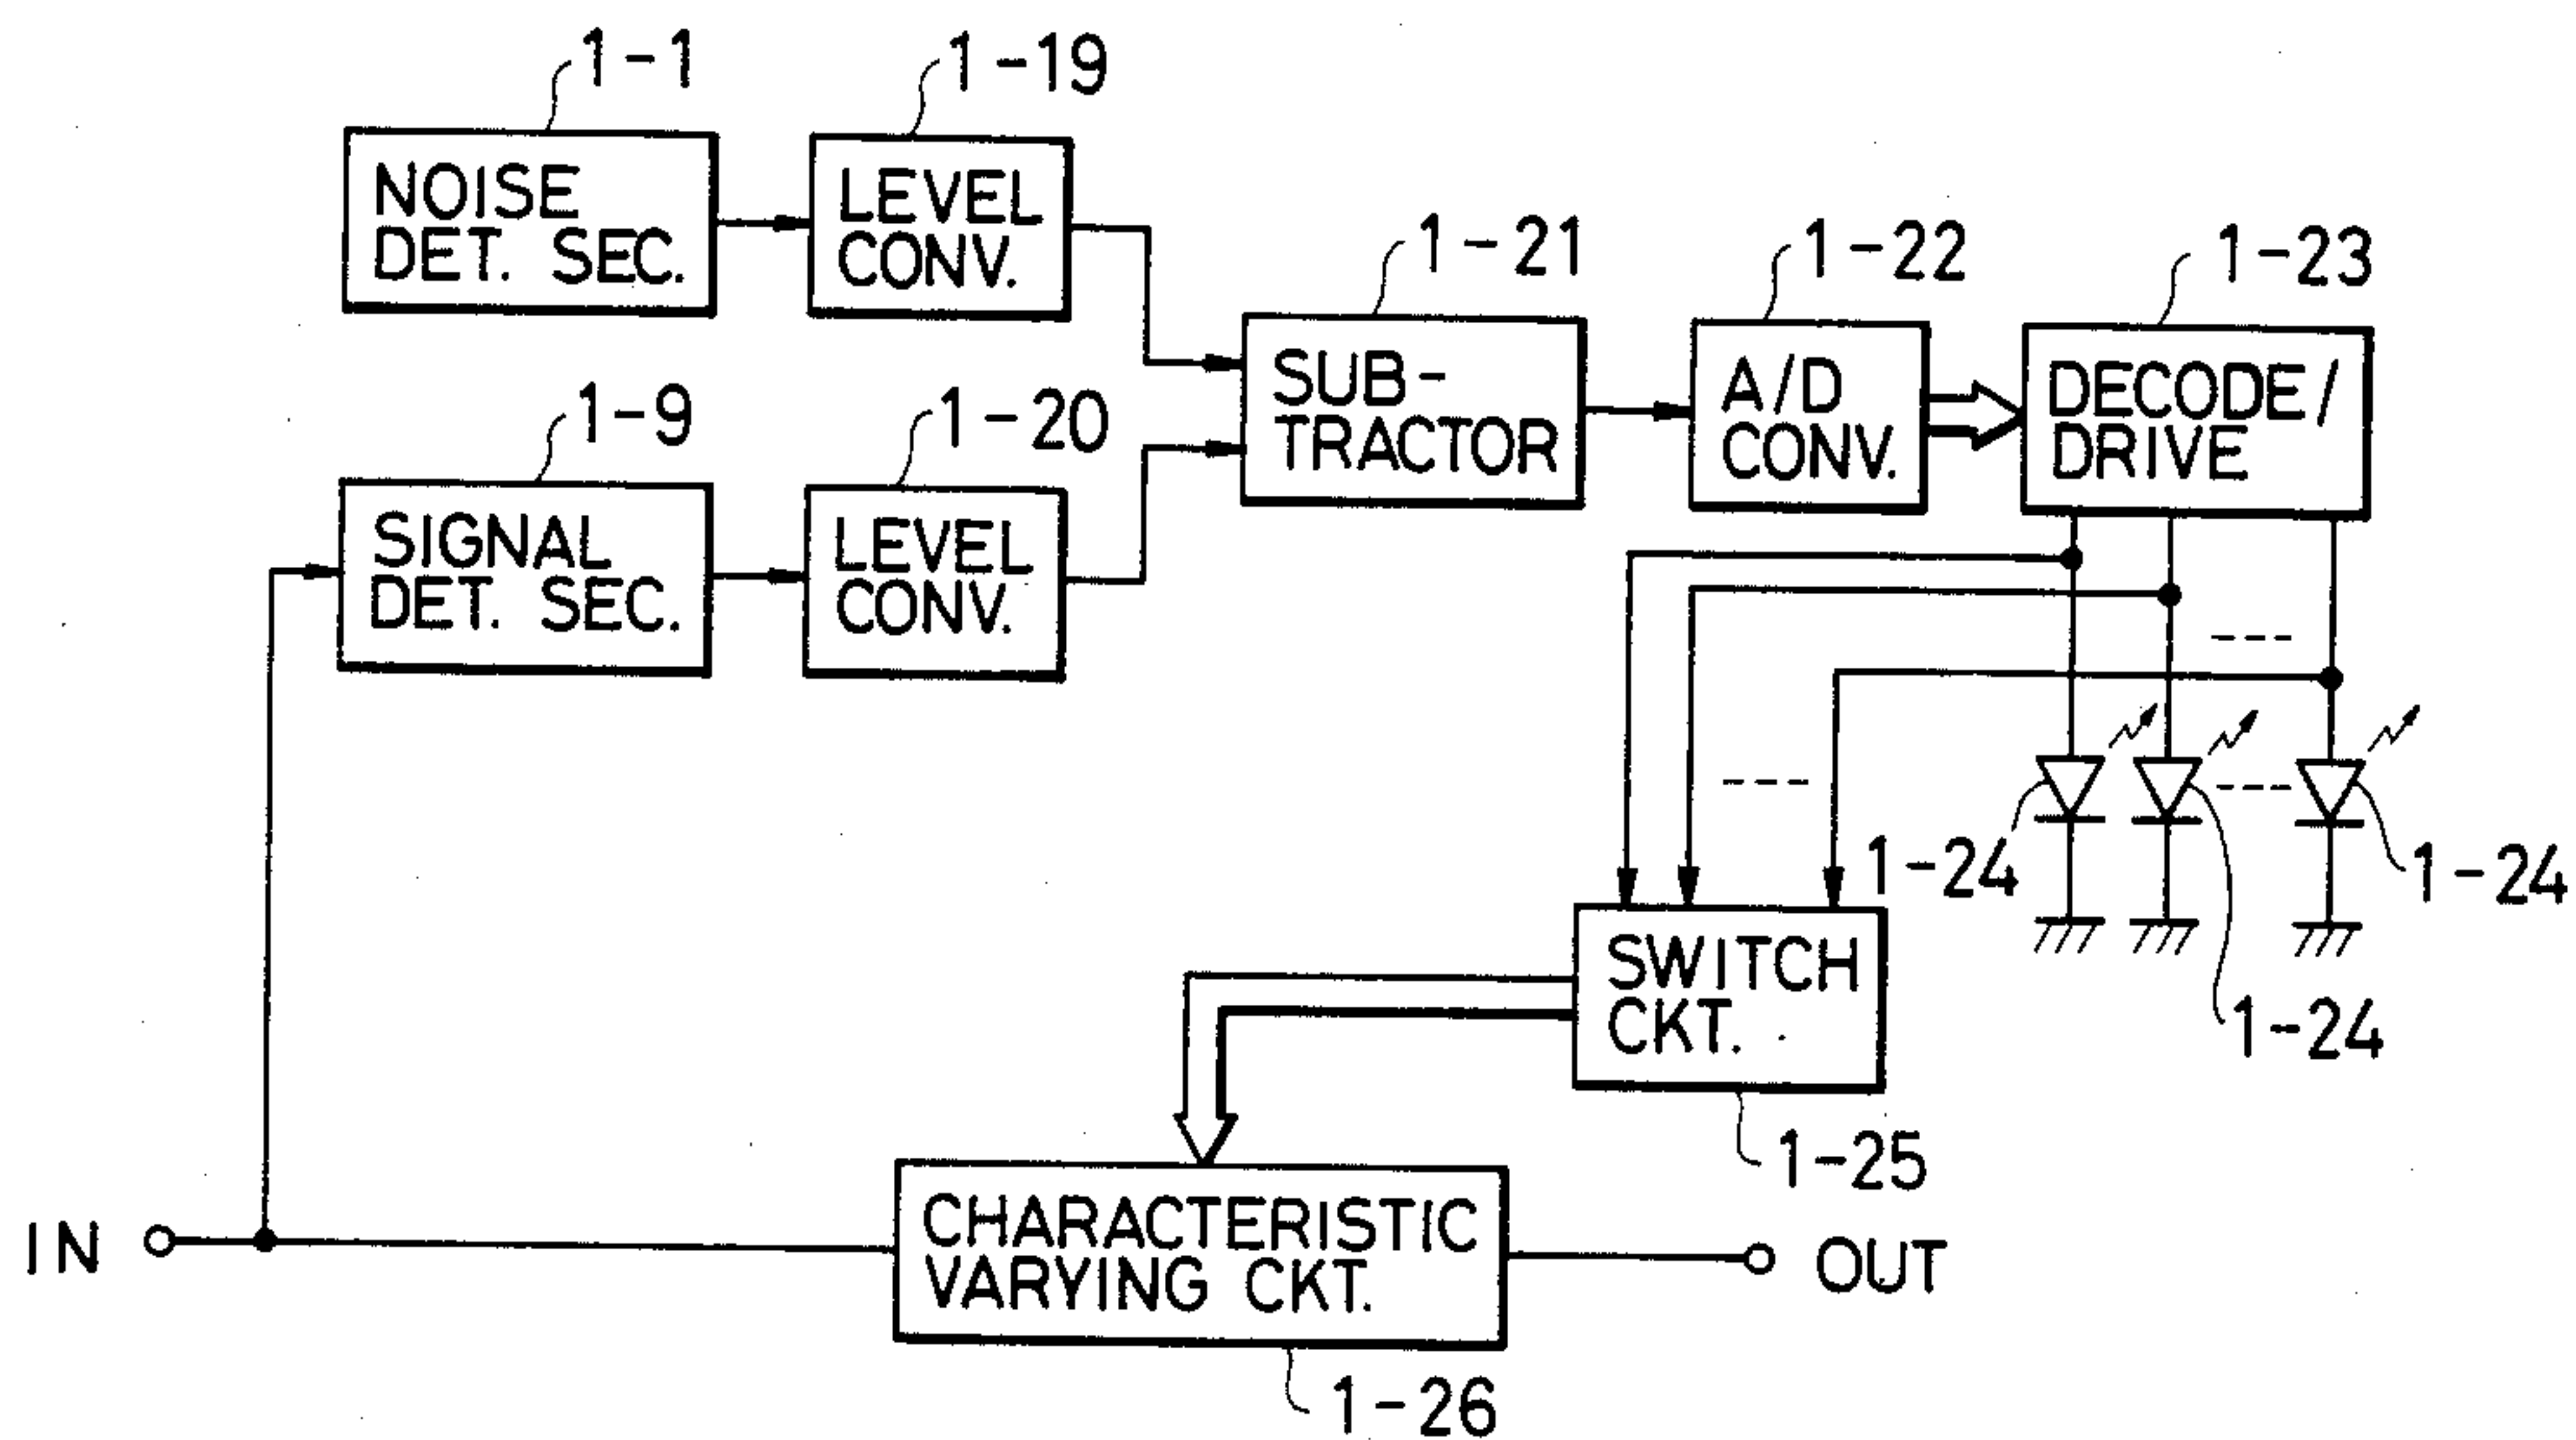 1-1
1-19
NOISE
DET. SEC.
LEVEL
CONV.
1-21
1-22
1-23
SUB-
TRACTOR
A/D
CONV.
DECODE/
DRIVE
1-9
1-20
SIGNAL
DET. SEC.
LEVEL
CONV.
1-24
1-24
1-24
SWITCH
CKT.
1-25
IN
CHARACTERISTIC
VARYING CKT.
OUT
1-26